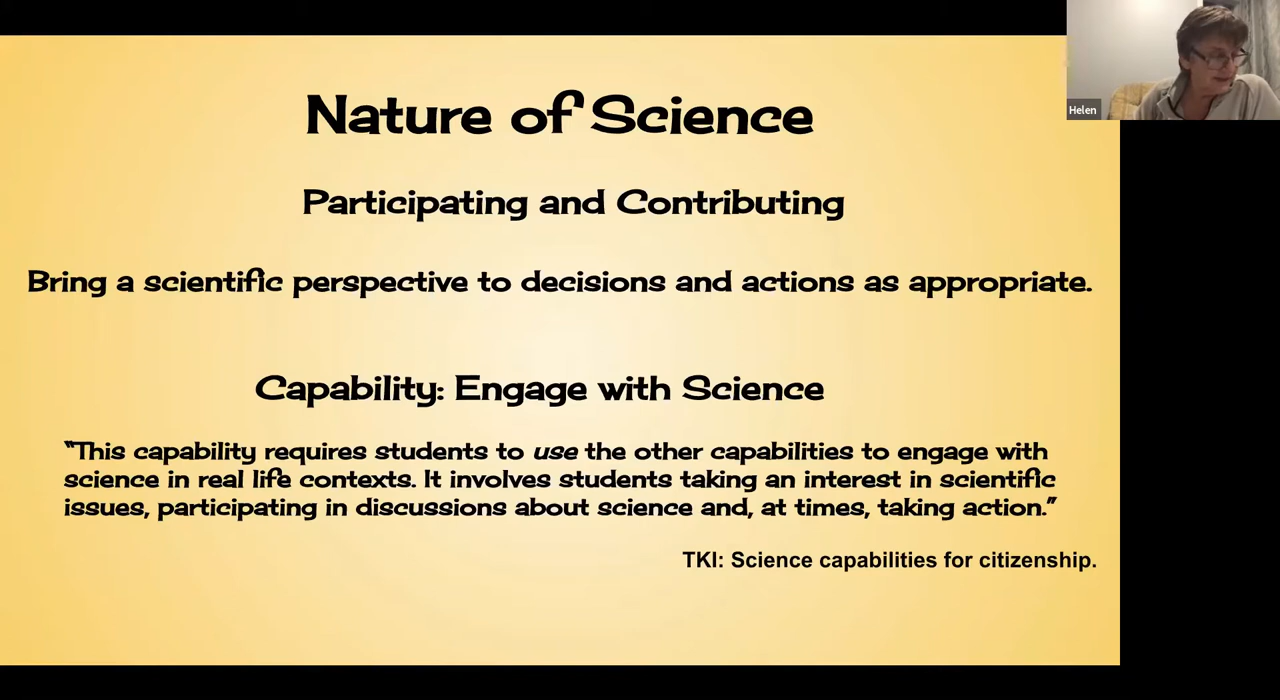 Nature of Science
Participating and Contributing
Bring a scientific perspective to decisions and actions as appropriate.
Capability: Engage with Science
"This capability requires students to use the other capabilities to engage with
science in real life contexts. It involves students taking an interest in scientific
issues, participating in discussions about science and, at times, taking action."
TKI: Science capabilities for citizenship.
Helen